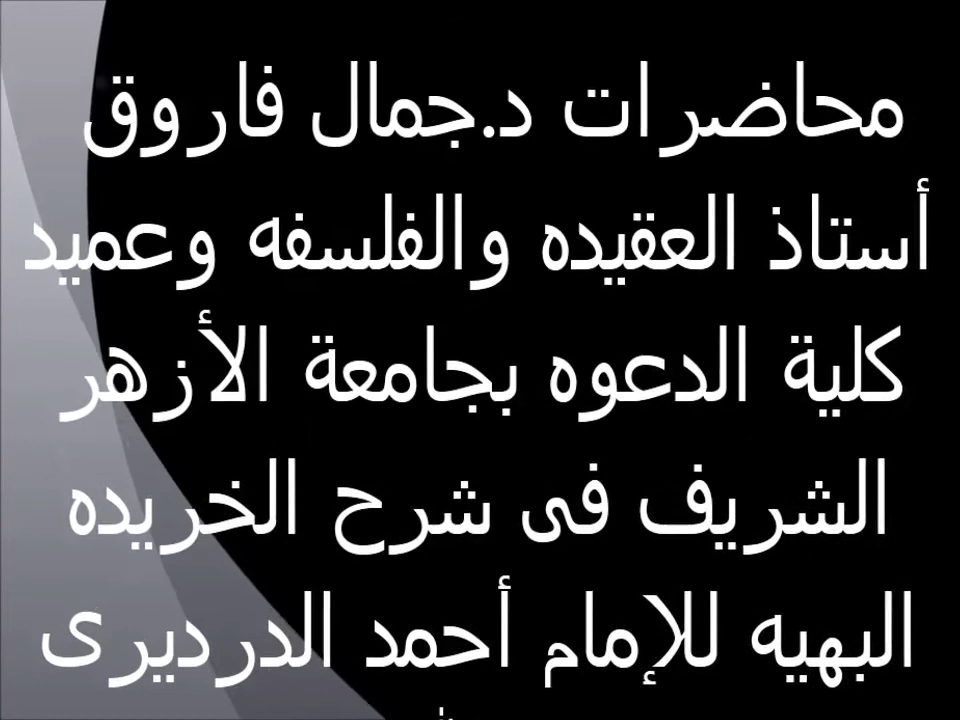 محاضرات د.جمال فاروق
أستاذ العقيده والفلسفه وعميد
كلية الدعوه بجامعة الأزهر
الشريف فى شرح الخريده
البهيه للإمام أحمد الدرديرى